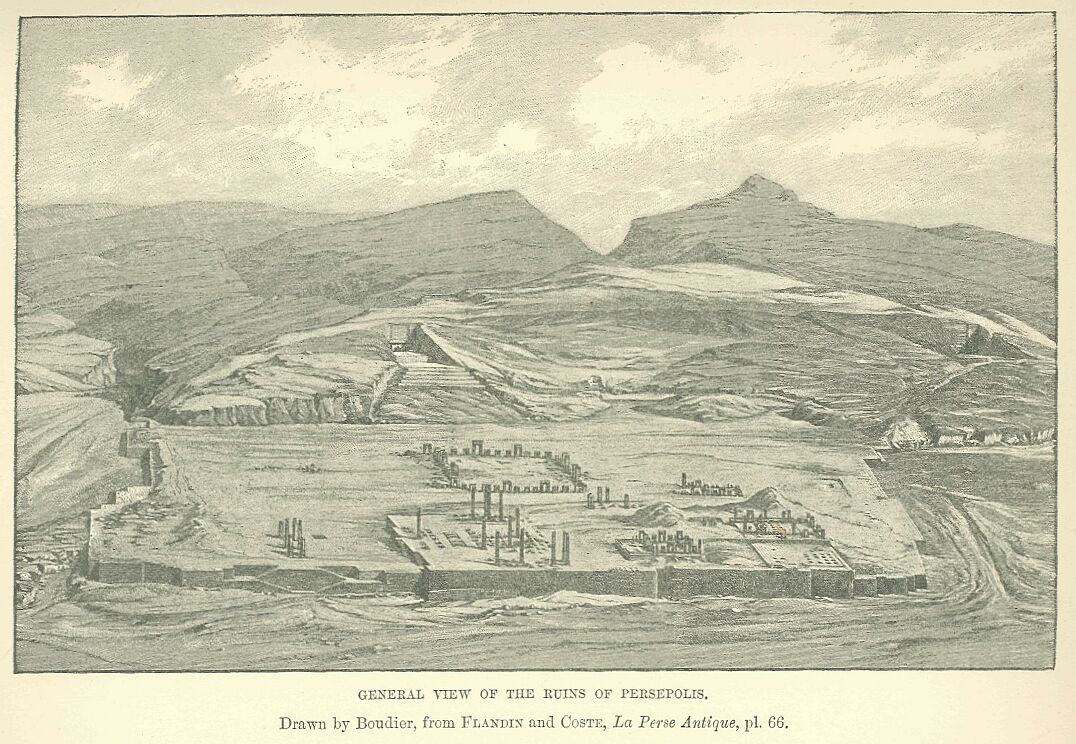 GENERAL VIEW OF THE RUINS OF PERSEPOLIS.
Drawn by Boudier, from FLANDIN and COSTE, La Perse Antique, pl. 66.